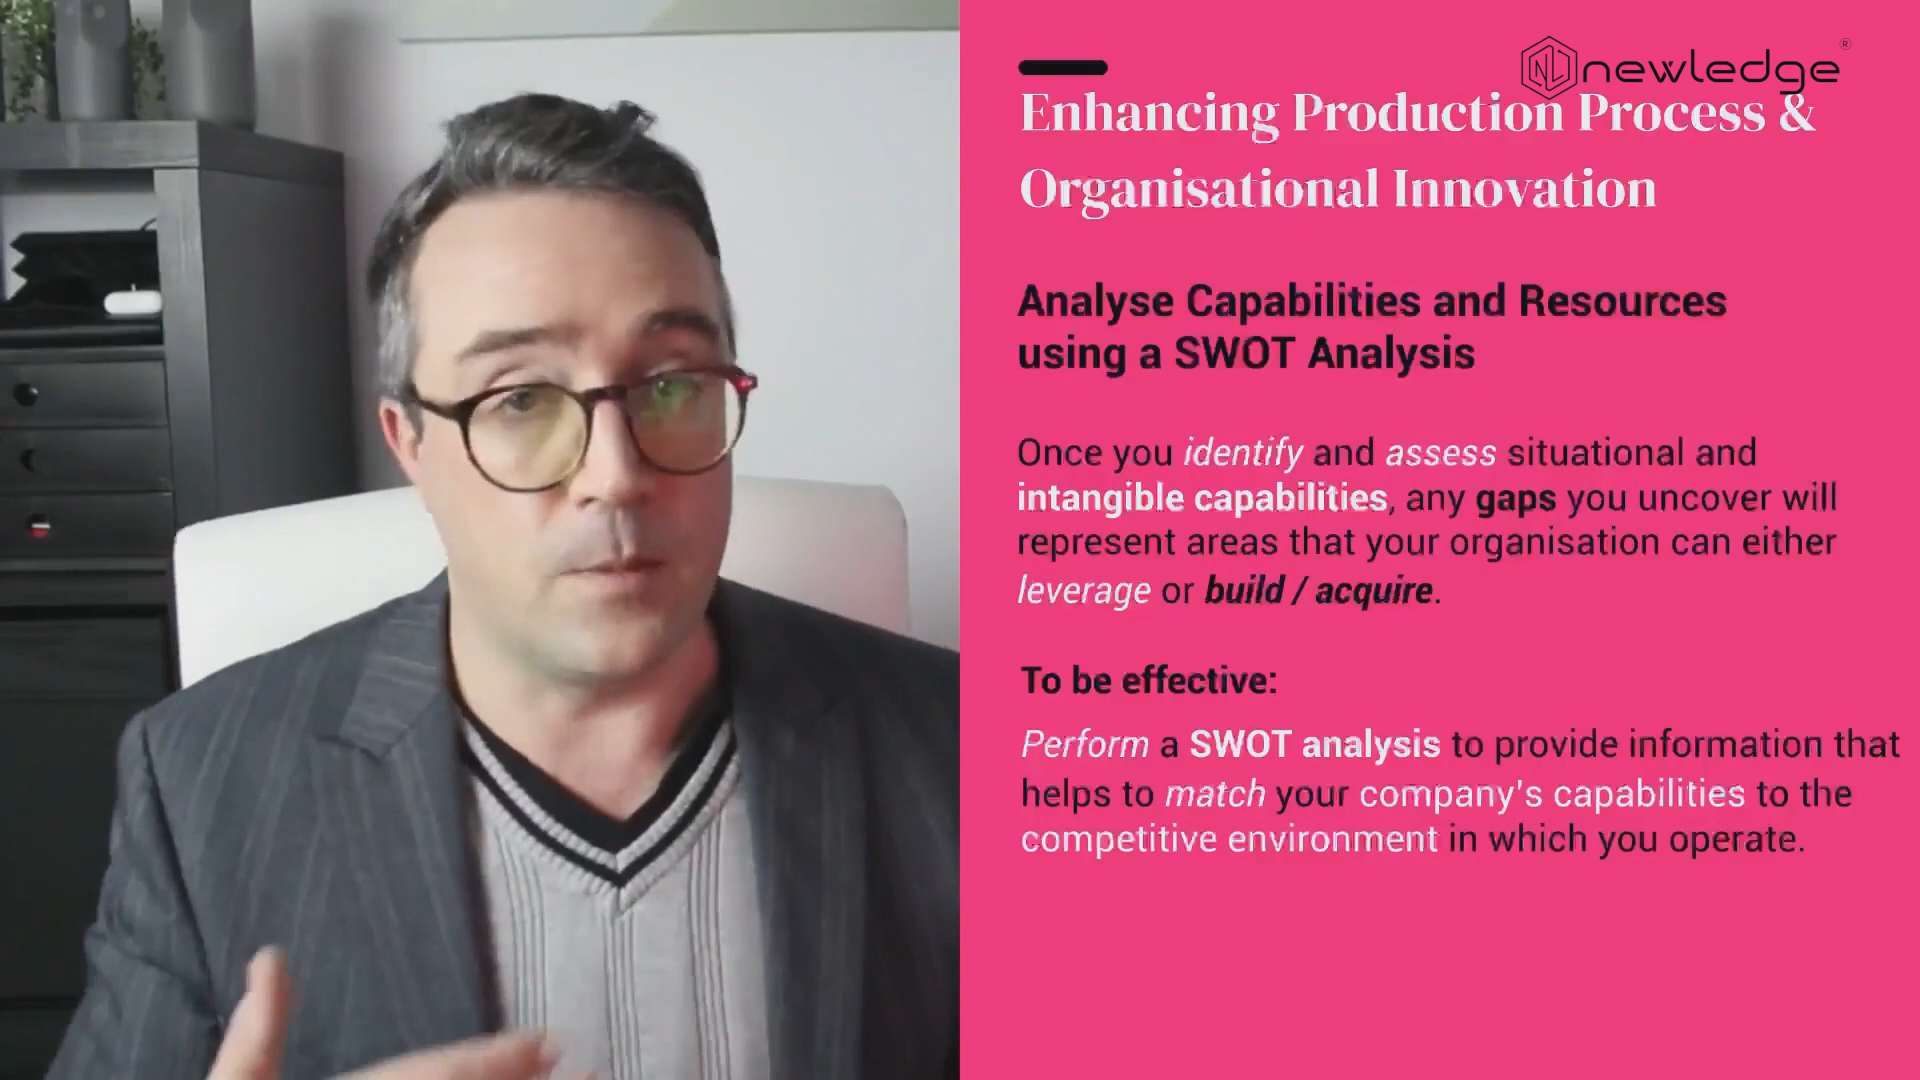 newledge®
Enhancing Production Process &
Organisational Innovation
Analyse Capabilities and Resources
using a SWOT Analysis
Once you identify and assess situational and
intangible capabilities, any gaps you uncover will
represent areas that your organisation can either
leverage or build / acquire.
To be effective:
Perform a SWOT analysis to provide information that
helps to match your company's capabilities to the
competitive environment in which you operate.